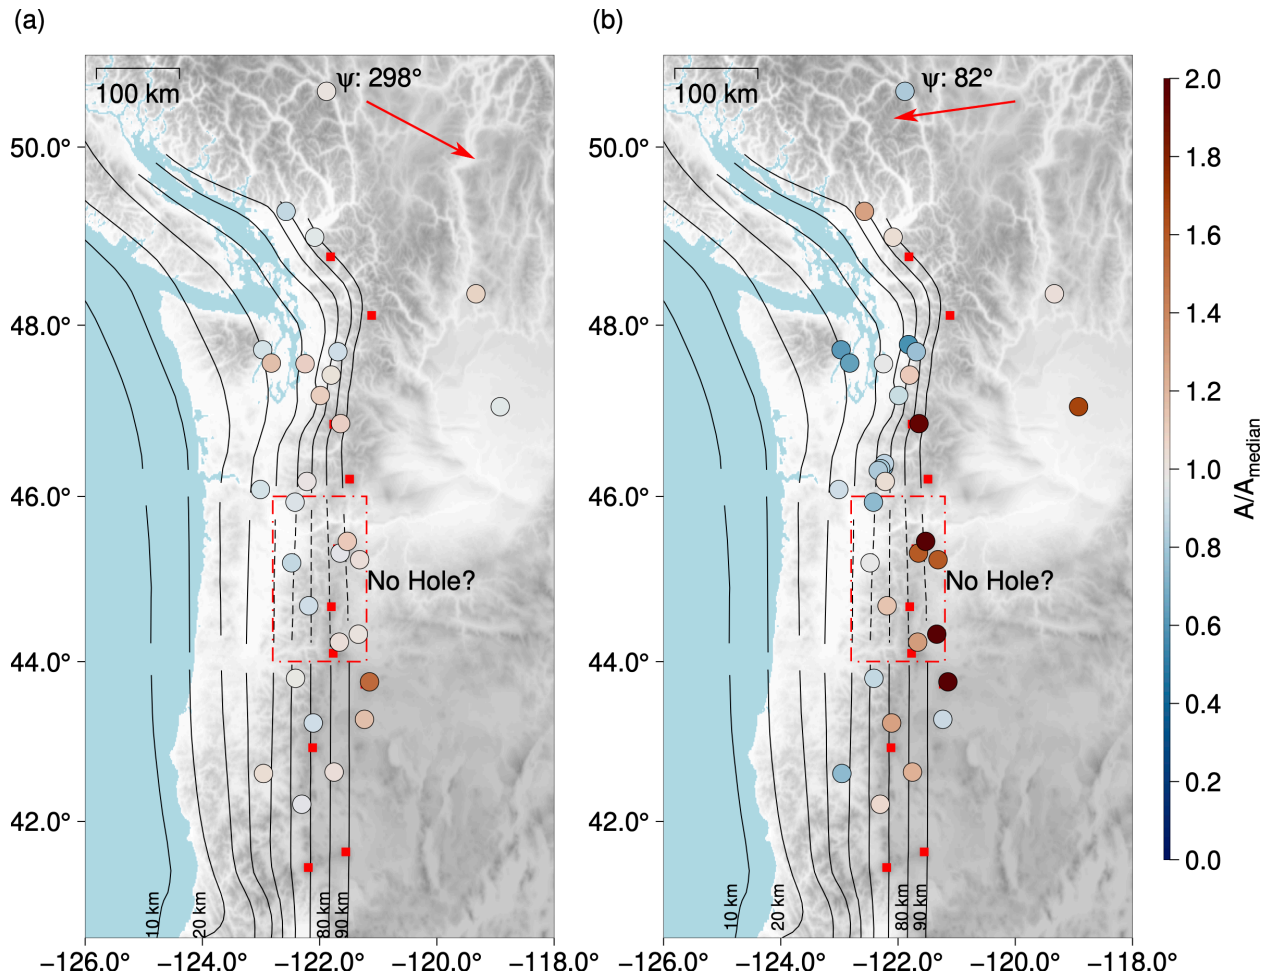 (a)
(b)
ψ: 298°
ψ: 82°
100 km
100 km
50.0°
48.0°
46.0°
44.0°
42.0°
50.0°
48.0°
46.0°
44.0°
42.0°
No Hole?
No Hole?
10 km
20 km
80 km
90 km
10 km
20 km
80 km
90 km
−126.0°
−124.0°
−122.0°
−120.0°
−118.0°
−126.0°
−124.0°
−122.0°
−120.0°
−118.0°
2.0
1.8
1.6
1.4
1.2
1.0
0.8
0.6
0.4
0.2
0.0
A/Amedian